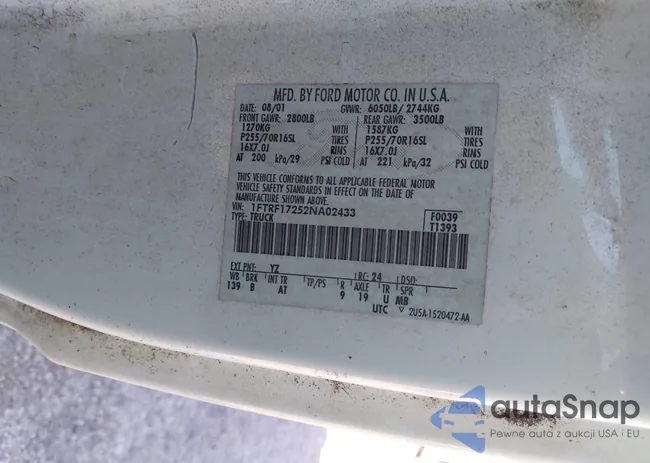 MFD. BY FORD MOTOR CO. IN U.S.A.
DATE: 08/01 GVWR: 6050LB/ 2744KG
FRONT GAWR: 2800LB REAR GAWR: 3500LB
1270KG WITH 1587KG WITH
P255/70R16SL TIRES P255/70R16SL TIRES
16X7.0J RIMS 16X7.0J RIMS
AT 200 kPa/29 PSI COLD AT 221 kPa/32 PSI COLD
THIS VEHICLE CONFORMS TO ALL APPLICABLE FEDERAL MOTOR
VEHICLE SAFETY STANDARDS IN EFFECT ON THE DATE OF
MANUFACTURE SHOWN ABOVE.
VIN: 1FTRF17252NA02433 F0039
TYPE: TRUCK T1393
EXT PNT: YZ RC: 24 DSO:
WB BRK INT TR TP/PS R AXLE TR SPR
139 B AT 9 19 U MB
UTC 2U5A-1520472-AA
autoSnap
Pewne auta z aukcji USA i EU